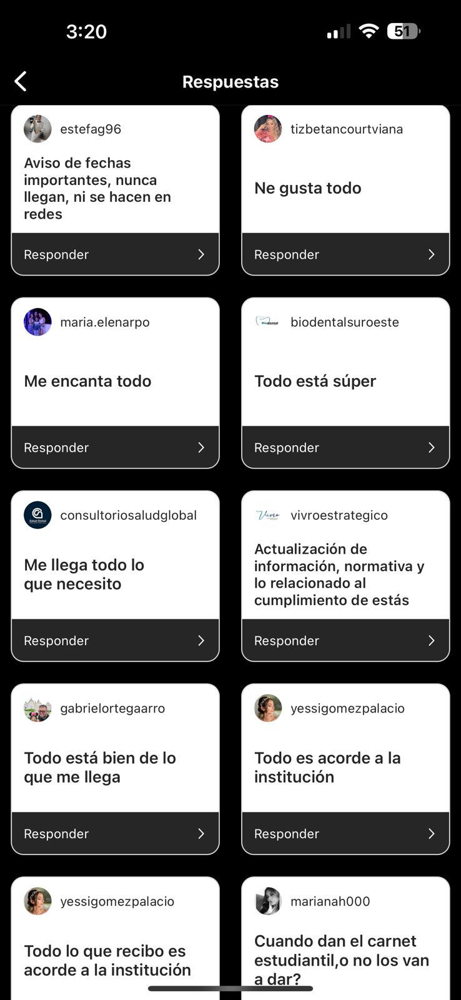 3:20
51
Respuestas
estefag96
Aviso de fechas
importantes, nunca
llegan, ni se hacen en
redes
Responder
tizbetancourtviana
Ne gusta todo
Responder
maria.elenarpo
Me encanta todo
Responder
Biodental
biodentalsuroeste
Todo está súper
Responder
Salud Global
consultoriosaludglobal
Me llega todo lo
que necesito
Responder
Vivro
vivroestrategico
Actualización de
información, normativa y
lo relacionado al
cumplimiento de estás
Responder
gabrielortegaarro
Todo está bien de lo
que me llega
Responder
yessigomezpalacio
Todo es acorde a la
institución
Responder
yessigomezpalacio
Todo lo que recibo es
acorde a la institución
marianah000
Cuando dan el carnet
estudiantil,o no los van
a dar?